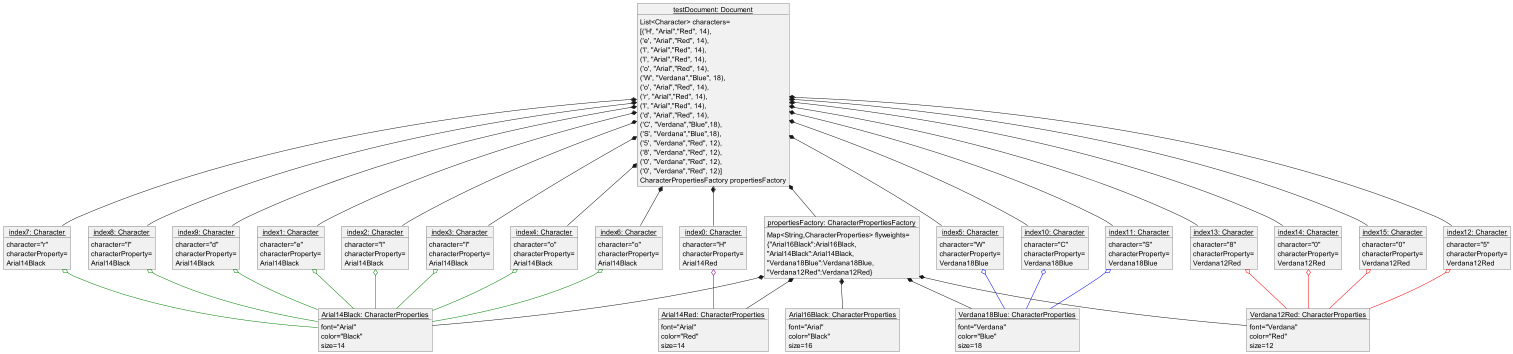 testDocument: Document
List<Character> characters=
[('H', "Arial","Red", 14),
('e', "Arial","Red", 14),
('l', "Arial","Red", 14),
('l', "Arial","Red", 14),
('o', "Arial","Red", 14),
('W', "Verdana","Blue", 18),
('o', "Arial","Red", 14),
('r', "Arial","Red", 14),
('l', "Arial","Red", 14),
('d', "Arial","Red", 14),
('C', "Verdana","Blue",18),
('S', "Verdana","Blue",18),
('5', "Verdana","Red", 12),
('8', "Verdana","Red", 12),
('0', "Verdana","Red", 12),
('0', "Verdana","Red", 12)]
CharacterPropertiesFactory propertiesFactory
index7: Character
character="r"
characterProperty=
Arial14Black
index8: Character
character="l"
characterProperty=
Arial14Black
index9: Character
character="d"
characterProperty=
Arial14Black
index1: Character
character="e"
characterProperty=
Arial14Black
index2: Character
character="l"
characterProperty=
Arial14Black
index3: Character
character="l"
characterProperty=
Arial14Black
index4: Character
character="o"
characterProperty=
Arial14Black
index6: Character
character="o"
characterProperty=
Arial14Black
index0: Character
character="H"
characterProperty=
Arial14Red
propertiesFactory: CharacterPropertiesFactory
Map<String,CharacterProperties> flyweights=
{"Arial16Black":Arial16Black,
"Arial14Black":Arial14Black,
"Verdana18Blue":Verdana18Blue,
"Verdana12Red":Verdana12Red}
index5: Character
character="W"
characterProperty=
Verdana18Blue
index10: Character
character="C"
characterProperty=
Verdana18Blue
index11: Character
character="S"
characterProperty=
Verdana18Blue
index13: Character
character="8"
characterProperty=
Verdana12Red
index14: Character
character="0"
characterProperty=
Verdana12Red
index15: Character
character="0"
characterProperty=
Verdana12Red
index12: Character
character="5"
characterProperty=
Verdana12Red
Arial14Black: CharacterProperties
font="Arial"
color="Black"
size=14
Arial14Red: CharacterProperties
font="Arial"
color="Red"
size=14
Arial16Black: CharacterProperties
font="Arial"
color="Black"
size=16
Verdana18Blue: CharacterProperties
font="Verdana"
color="Blue"
size=18
Verdana12Red: CharacterProperties
font="Verdana"
color="Red"
size=12